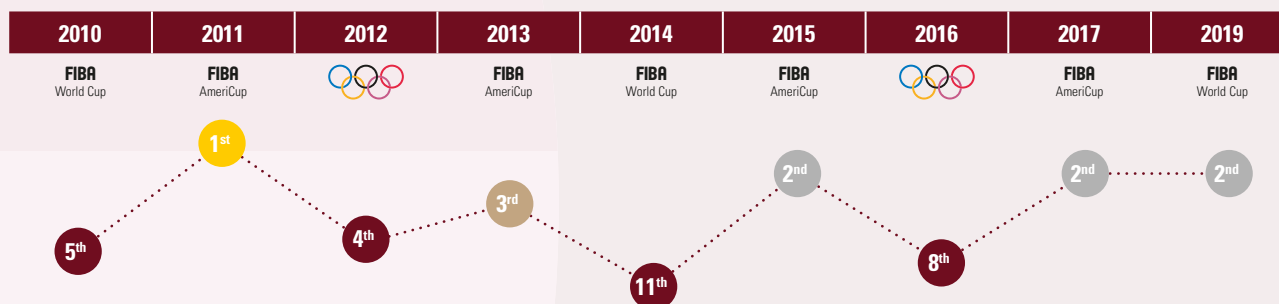 2010 2011 2012 2013 2014 2015 2016 2017 2019
FIBA FIBA FIBA FIBA FIBA FIBA FIBA
World Cup AmeriCup AmeriCup World Cup AmeriCup AmeriCup World Cup
1st
2nd 2nd 2nd
3rd
4th
5th
8th
11th